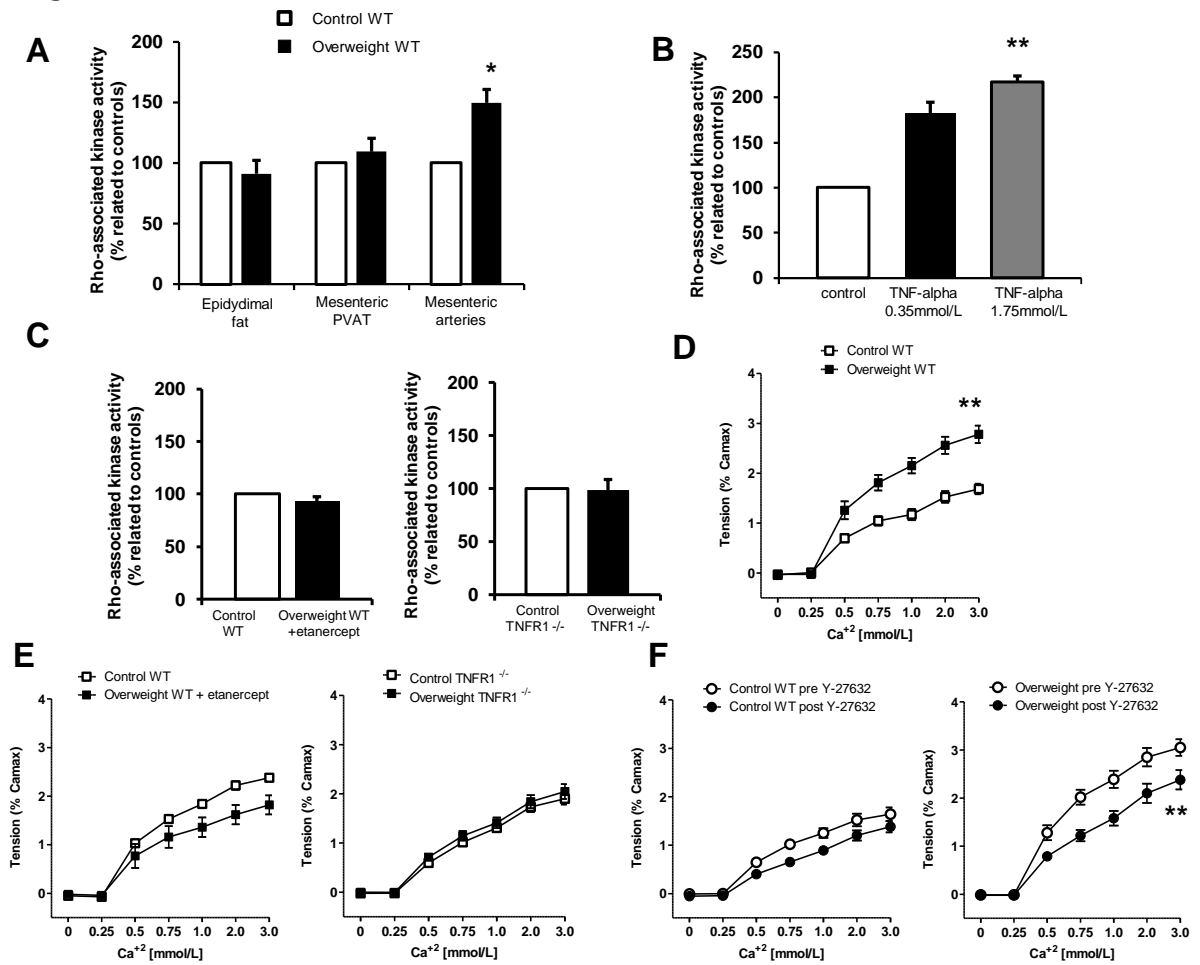 Control WT
Overweight WT
A
200
150
100
50
0
Rho-associated kinase activity
(% related to controls)
*
Epidydimal
fat
Mesenteric
PVAT
Mesenteric
arteries
B
250
200
150
100
50
0
Rho-associated kinase activity
(% related to controls)
**
control
TNF-alpha
0.35mmol/L
TNF-alpha
1.75mmol/L
C
200
150
100
50
0
Rho-associated kinase activity
(% related to controls)
Control
WT
Overweight WT
+etanercept
200
150
100
50
0
Rho-associated kinase activity
(% related to controls)
Control
TNFR1 -/-
Overweight
TNFR1 -/-
D
Control WT
Overweight WT
4
3
2
1
0
Tension (% Camax)
**
0 0.25 0.5 0.75 1.0 2.0 3.0
Ca+2 [mmol/L]
E
Control WT
Overweight WT + etanercept
4
3
2
1
0
Tension (% Camax)
0 0.25 0.5 0.75 1.0 2.0 3.0
Ca+2 [mmol/L]
Control TNFR1 -/-
Overweight TNFR1 -/-
4
3
2
1
0
Tension (% Camax)
0 0.25 0.5 0.75 1.0 2.0 3.0
Ca+2 [mmol/L]
F
Control WT pre Y-27632
Control WT post Y-27632
4
3
2
1
0
Tension (% Camax)
0 0.25 0.5 0.75 1.0 2.0 3.0
Ca+2 [mmol/L]
Overweight pre Y-27632
Overweight post Y-27632
4
3
2
1
0
Tension (% Camax)
**
0 0.25 0.5 0.75 1.0 2.0 3.0
Ca+2 [mmol/L]